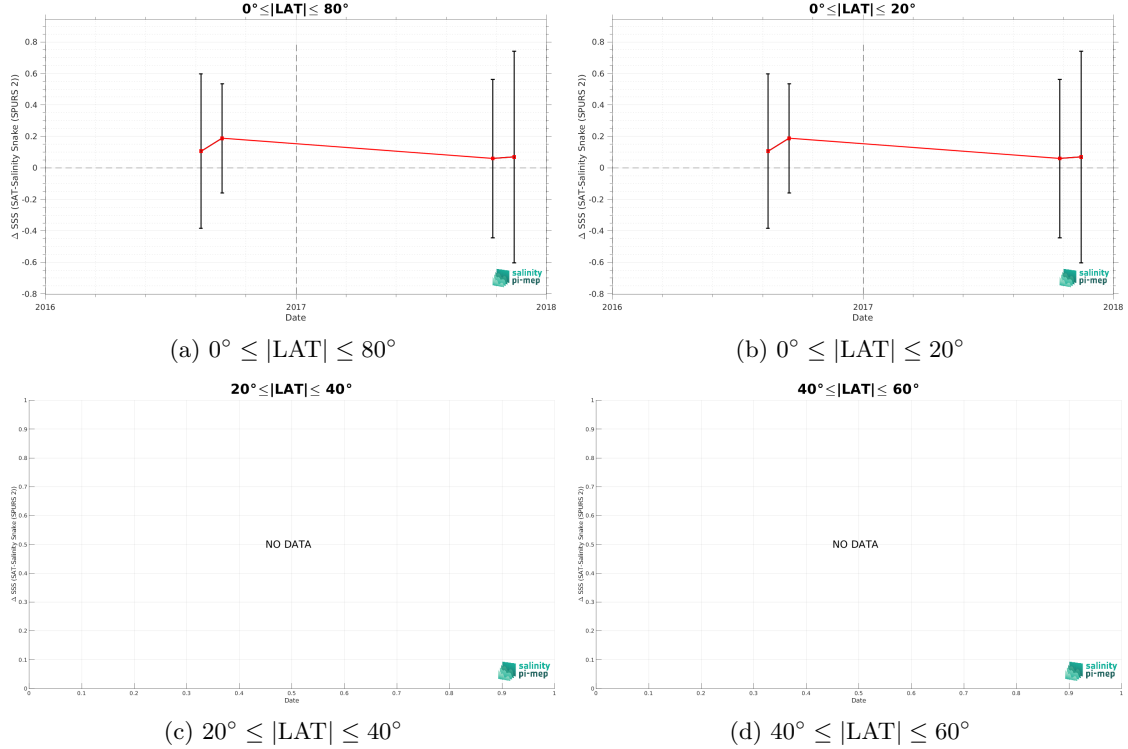 0°≤|LAT|≤ 80°
Δ SSS (SAT-Salinity Snake (SPURS 2))
0.8
0.6
0.4
0.2
0
-0.2
-0.4
-0.6
-0.8
2016
2017
2018
Date
salinity
pi-mep
(a) 0° ≤ |LAT| ≤ 80°
0°≤|LAT|≤ 20°
Δ SSS (SAT-Salinity Snake (SPURS 2))
0.8
0.6
0.4
0.2
0
-0.2
-0.4
-0.6
-0.8
2016
2017
2018
Date
salinity
pi-mep
(b) 0° ≤ |LAT| ≤ 20°
20°≤|LAT|≤ 40°
Δ SSS (SAT-Salinity Snake (SPURS 2))
1
0.9
0.8
0.7
0.6
0.5
0.4
0.3
0.2
0.1
0
NO DATA
0 0.1 0.2 0.3 0.4 0.5 0.6 0.7 0.8 0.9 1
Date
salinity
pi-mep
(c) 20° ≤ |LAT| ≤ 40°
40°≤|LAT|≤ 60°
Δ SSS (SAT-Salinity Snake (SPURS 2))
1
0.9
0.8
0.7
0.6
0.5
0.4
0.3
0.2
0.1
0
NO DATA
0 0.1 0.2 0.3 0.4 0.5 0.6 0.7 0.8 0.9 1
Date
salinity
pi-mep
(d) 40° ≤ |LAT| ≤ 60°